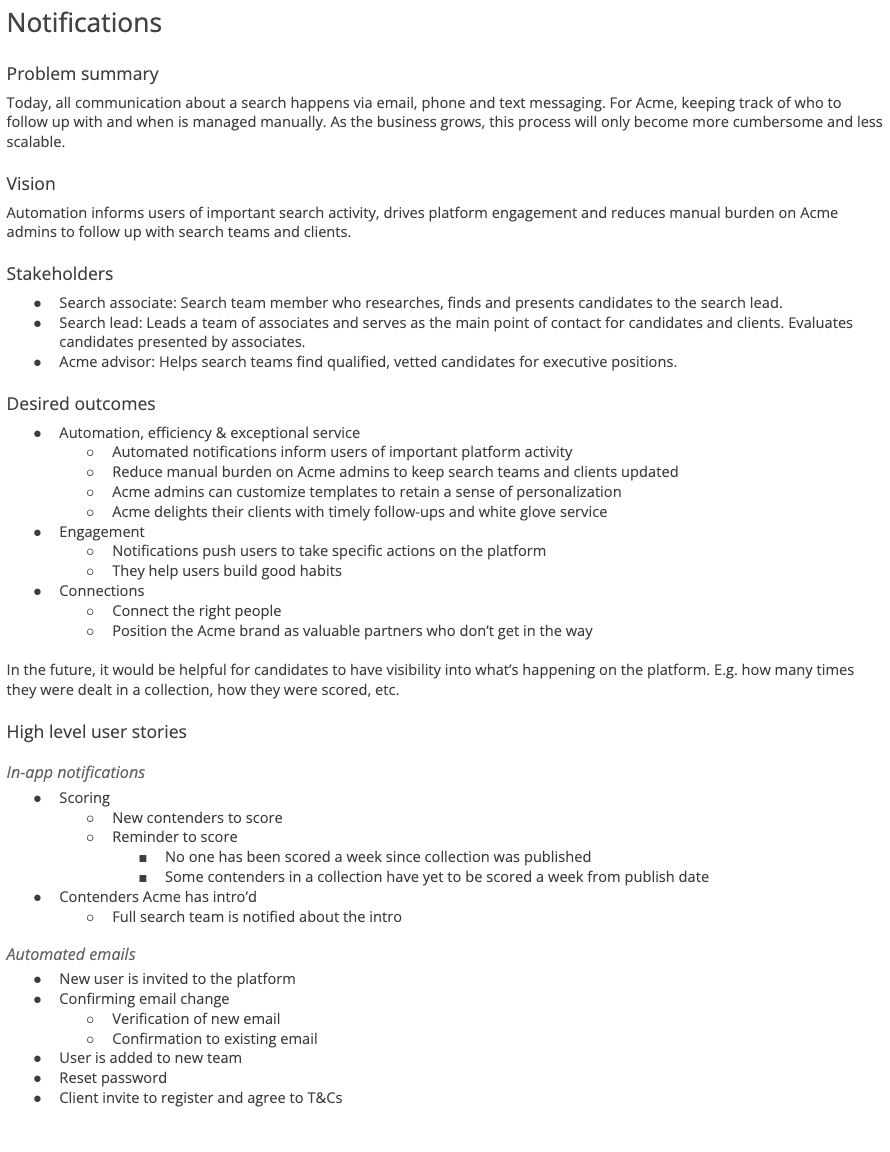 Notifications
Problem summary
Today, all communication about a search happens via email, phone and text messaging. For Acme, keeping track of who to
follow up with and when is managed manually. As the business grows, this process will only become more cumbersome and less
scalable.
Vision
Automation informs users of important search activity, drives platform engagement and reduces manual burden on Acme
admins to follow up with search teams and clients.
Stakeholders
● Search associate: Search team member who researches, finds and presents candidates to the search lead.
● Search lead: Leads a team of associates and serves as the main point of contact for candidates and clients. Evaluates
candidates presented by associates.
● Acme advisor: Helps search teams find qualified, vetted candidates for executive positions.
Desired outcomes
● Automation, efficiency & exceptional service
○ Automated notifications inform users of important platform activity
○ Reduce manual burden on Acme admins to keep search teams and clients updated
○ Acme admins can customize templates to retain a sense of personalization
○ Acme delights their clients with timely follow-ups and white glove service
● Engagement
○ Notifications push users to take specific actions on the platform
○ They help users build good habits
● Connections
○ Connect the right people
○ Position the Acme brand as valuable partners who don’t get in the way
In the future, it would be helpful for candidates to have visibility into what’s happening on the platform. E.g. how many times
they were dealt in a collection, how they were scored, etc.
High level user stories
In-app notifications
● Scoring
○ New contenders to score
○ Reminder to score
■ No one has been scored a week since collection was published
■ Some contenders in a collection have yet to be scored a week from publish date
● Contenders Acme has intro’d
○ Full search team is notified about the intro
Automated emails
● New user is invited to the platform
● Confirming email change
○ Verification of new email
○ Confirmation to existing email
● User is added to new team
● Reset password
● Client invite to register and agree to T&Cs